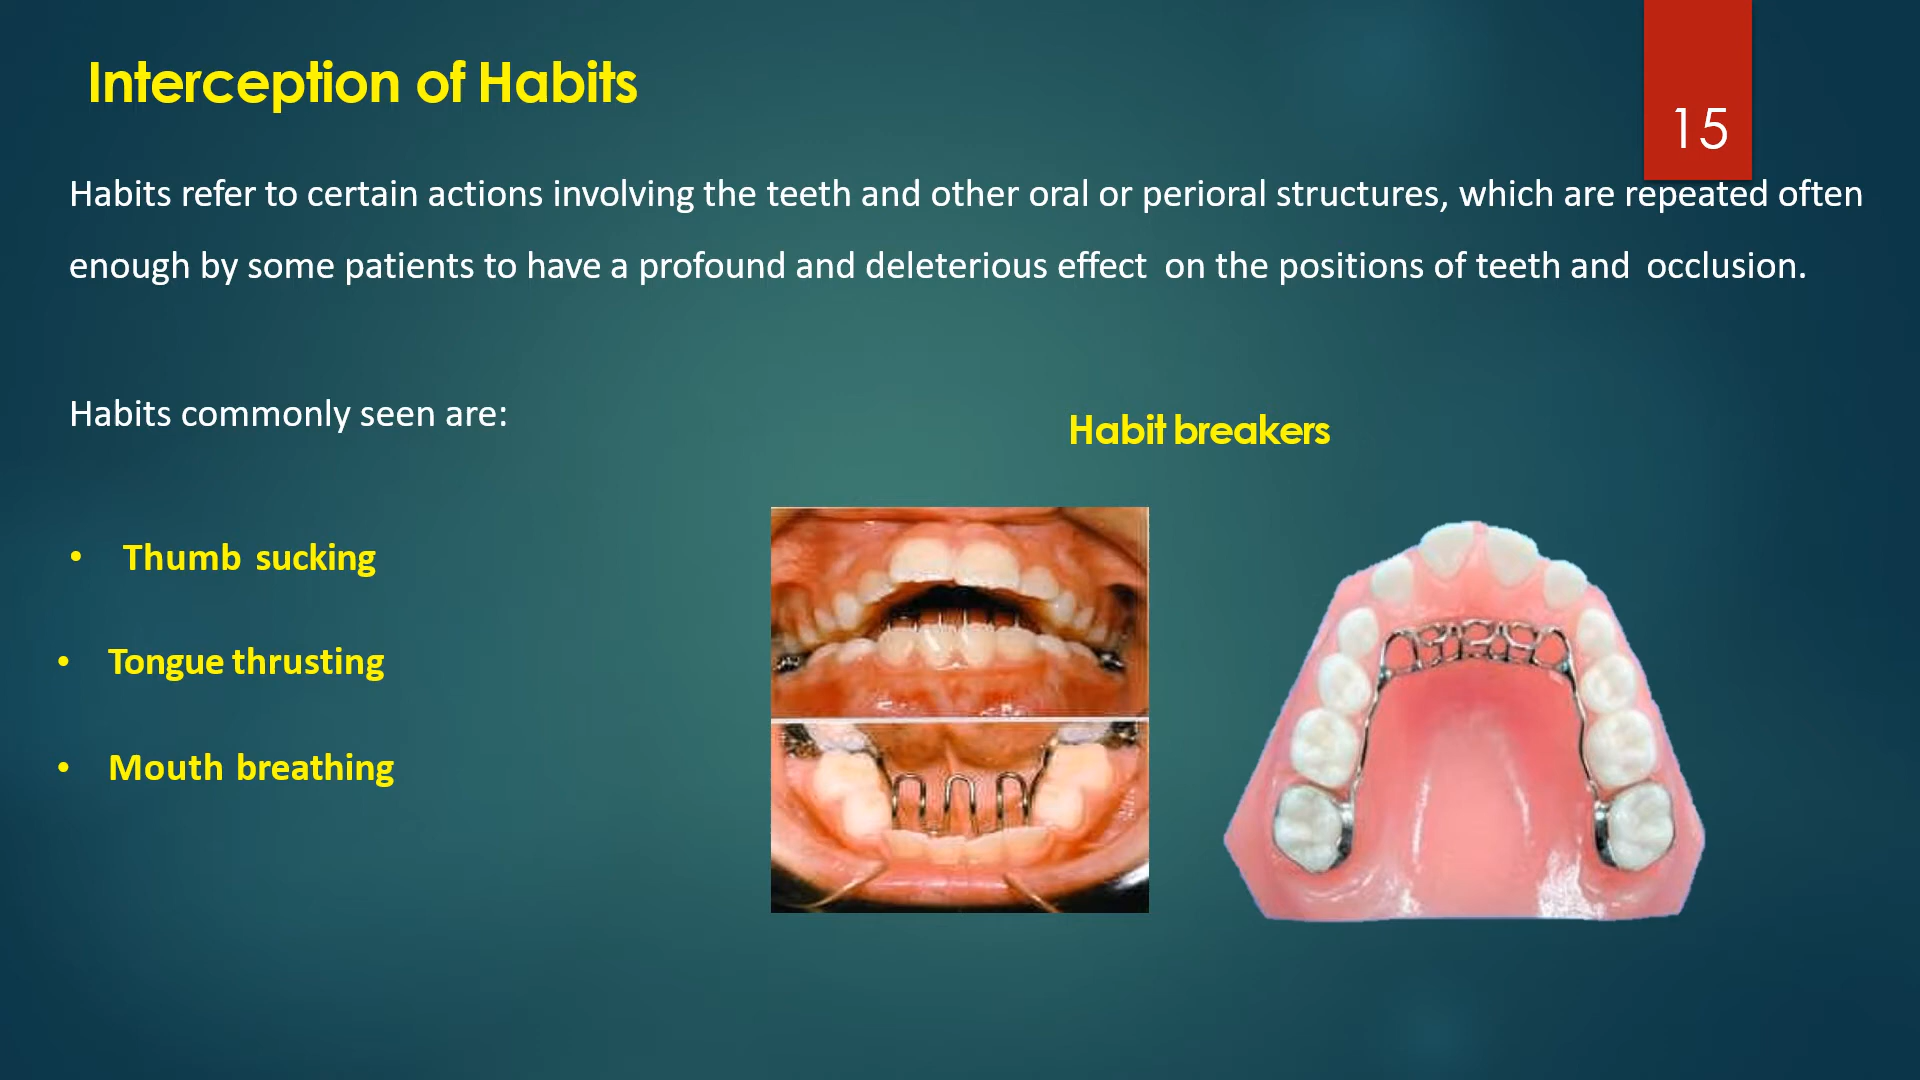 Interception of Habits
15
Habits refer to certain actions involving the teeth and other oral or perioral structures, which are repeated often
enough by some patients to have a profound and deleterious effect on the positions of teeth and occlusion.
Habits commonly seen are:
Habit breakers
• Thumb sucking
• Tongue thrusting
• Mouth breathing